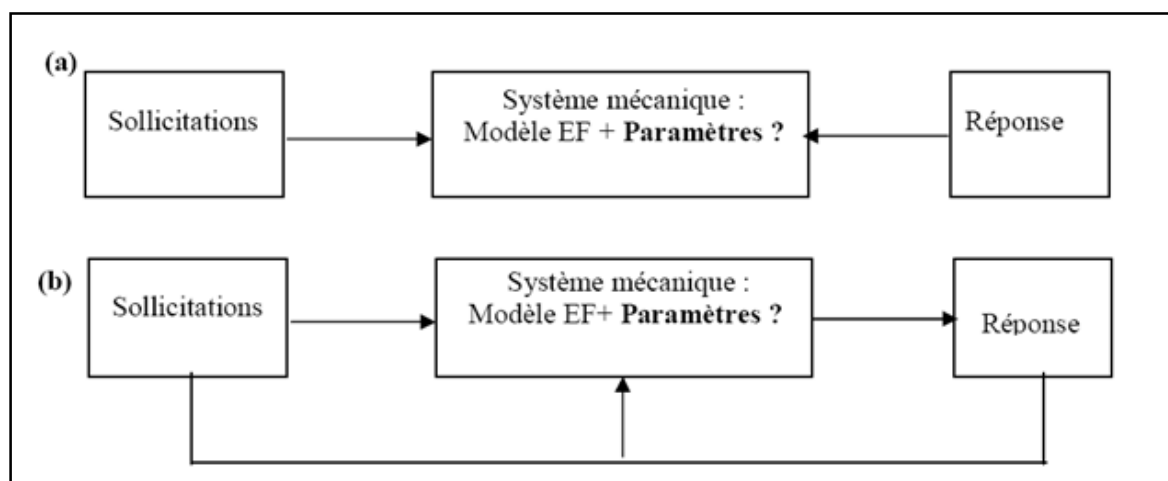 (a)
Sollicitations
Système mécanique :
Modèle EF + Paramètres ?
Réponse
(b)
Sollicitations
Système mécanique :
Modèle EF+ Paramètres ?
Réponse